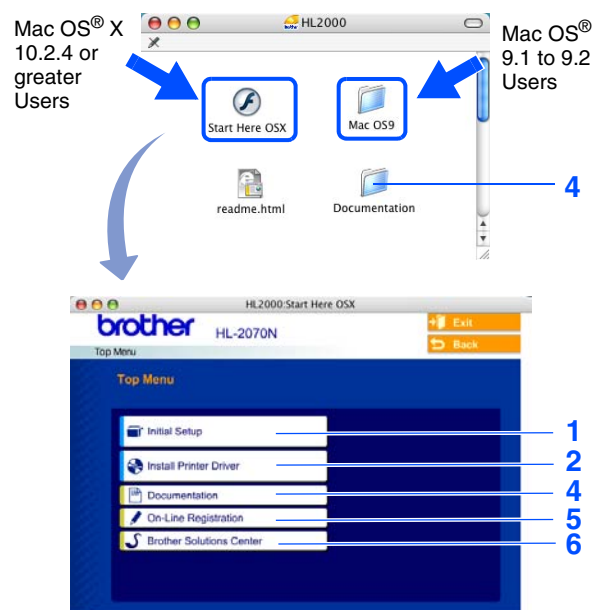 Mac OS® X
10.2.4 or
greater
Users
HL2000
Mac OS®
9.1 to 9.2
Users
Start Here OSX
Mac OS9
readme.html
Documentation
4
HL2000:Start Here OSX
brother
HL-2070N
Exit
Back
Top Menu
Top Menu
Initial Setup
1
Install Printer Driver
2
Documentation
4
On-Line Registration
5
Brother Solutions Center
6